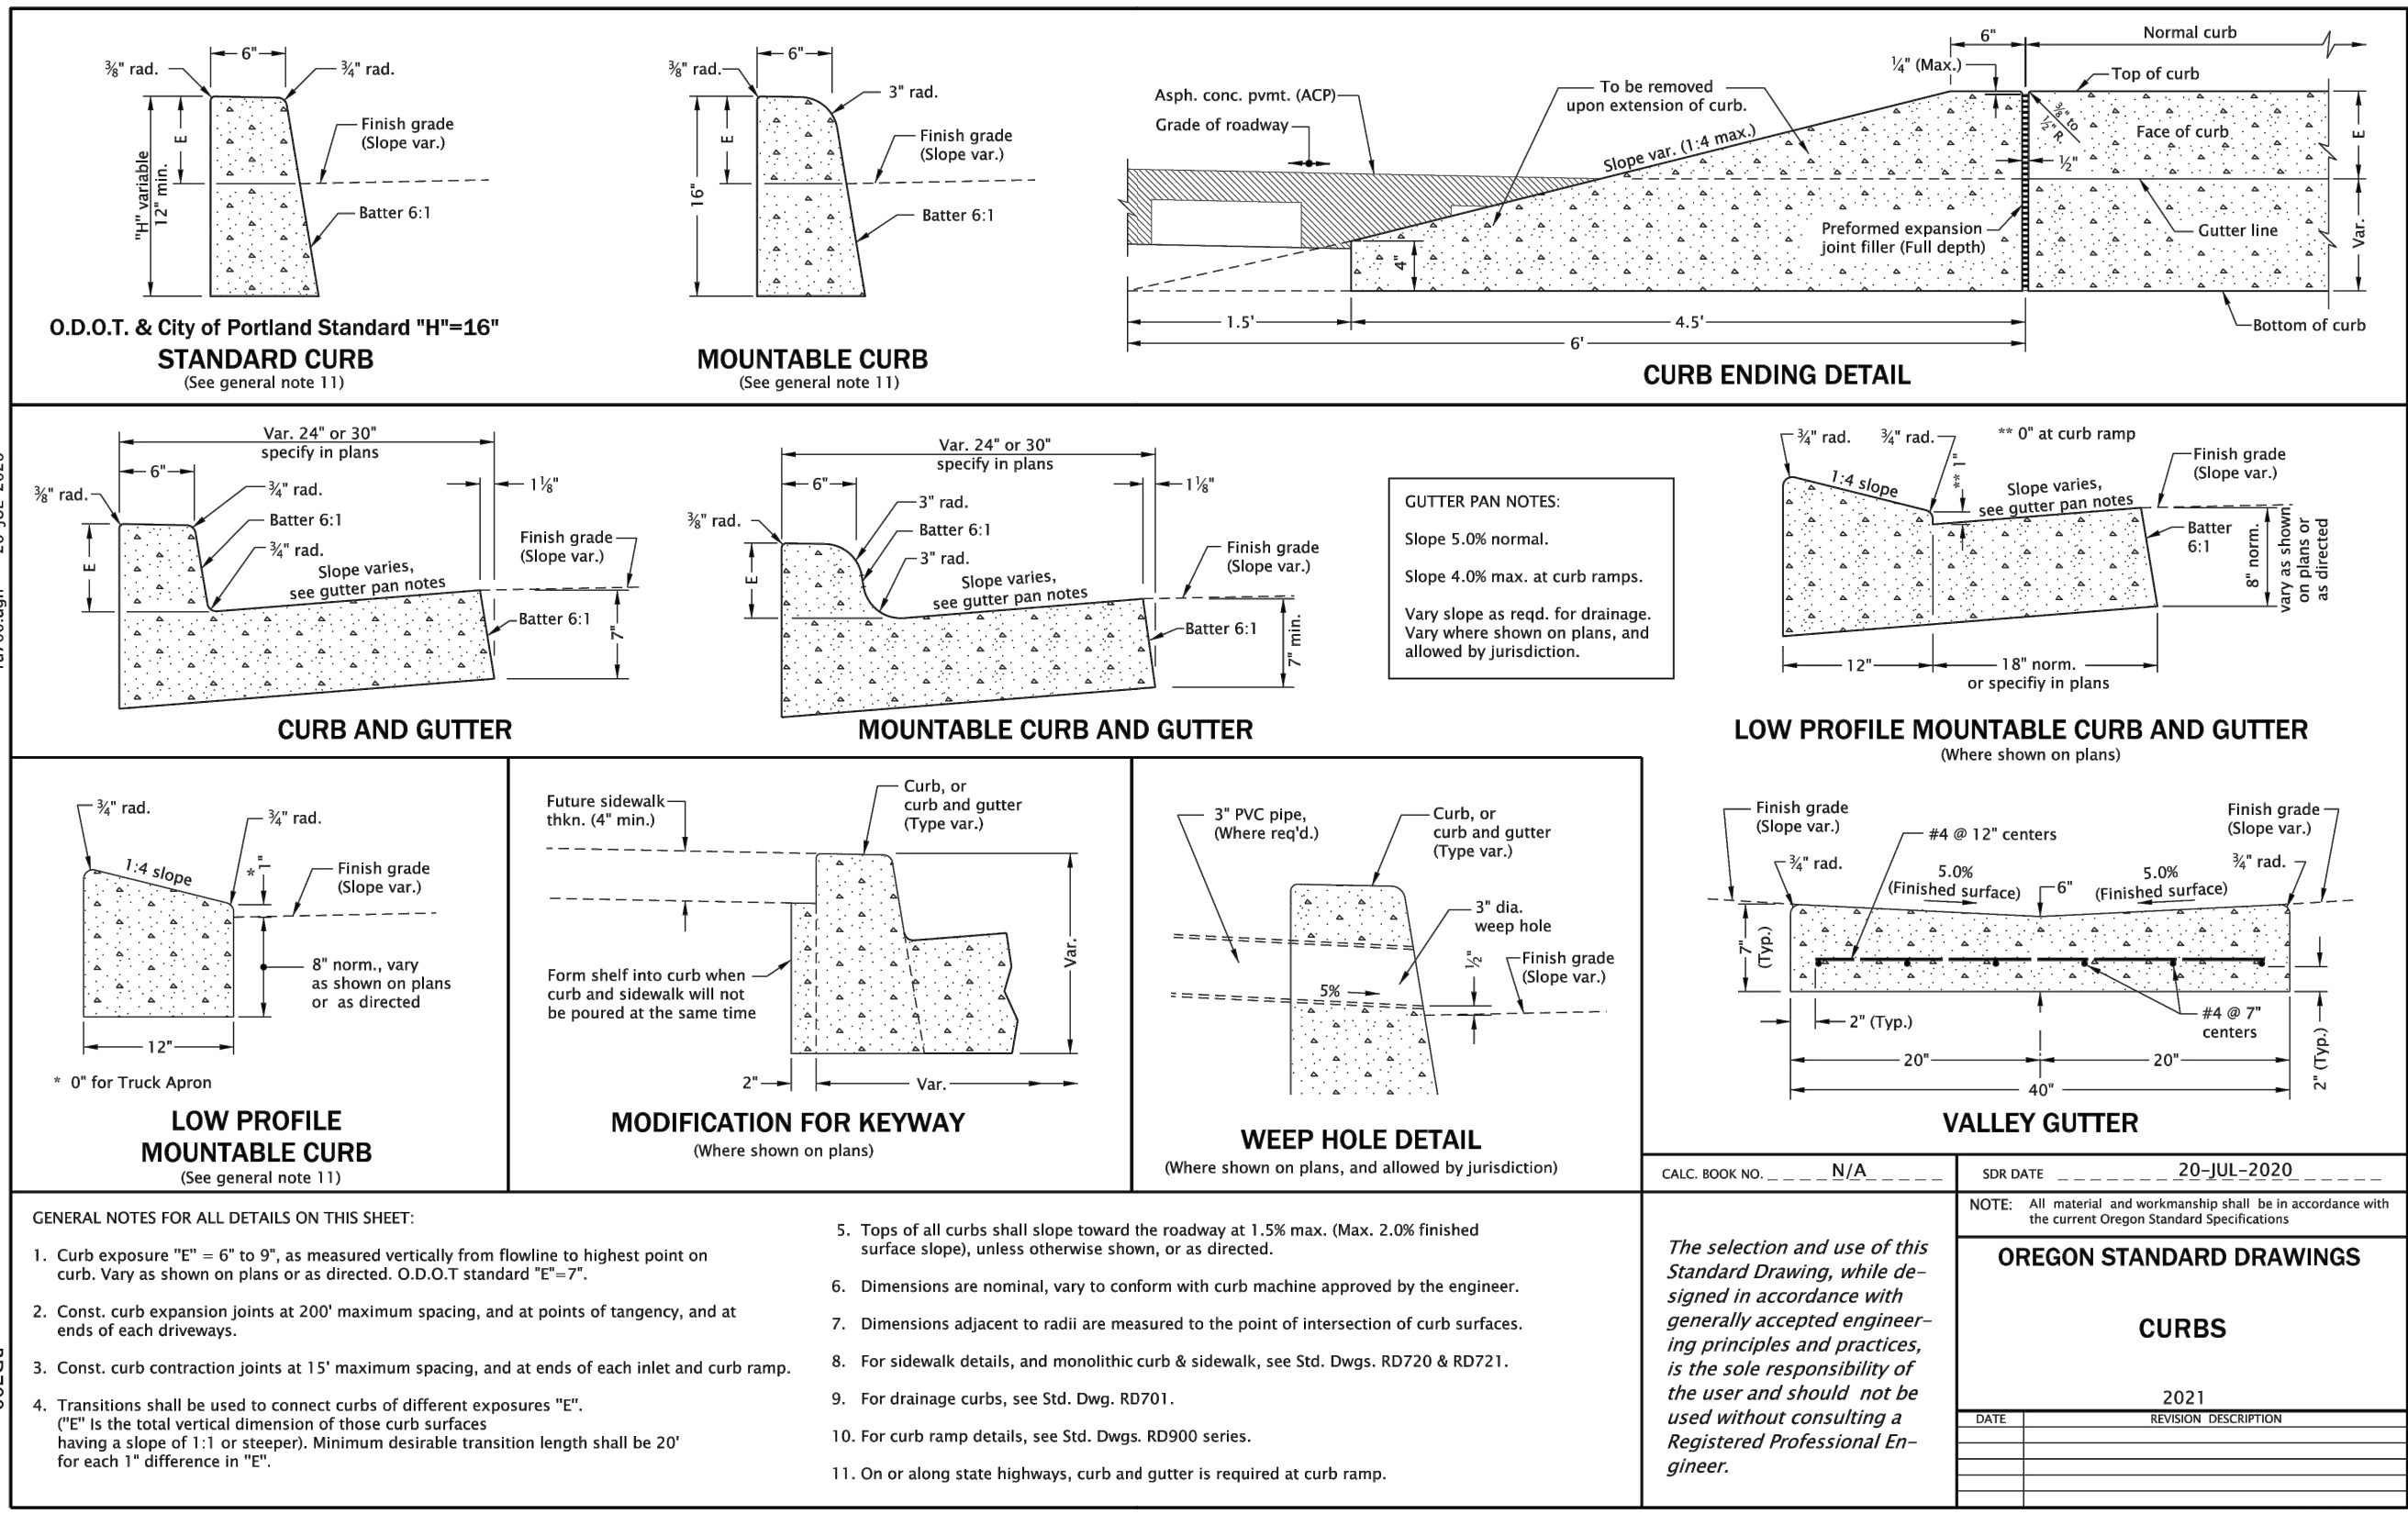 6"
⅜" rad.
¾" rad.
"H" variable
12" min.
E
Finish grade
(Slope var.)
Batter 6:1
O.D.O.T. & City of Portland Standard "H"=16"
STANDARD CURB
(See general note 11)
6"
⅜" rad.
3" rad.
16"
E
Finish grade
(Slope var.)
Batter 6:1
MOUNTABLE CURB
(See general note 11)
Asph. conc. pvmt. (ACP)
Grade of roadway
To be removed
upon extension of curb.
Slope var. (1:4 max.)
¼" (Max.)
6"
Normal curb
Top of curb
⅜" to
½" R.
Face of curb
E
½"
Preformed expansion
joint filler (Full depth)
Gutter line
Var.
4"
1.5'
4.5'
6'
Bottom of curb
CURB ENDING DETAIL
Var. 24" or 30"
specify in plans
6"
1⅛"
⅜" rad.
¾" rad.
Batter 6:1
¾" rad.
E
Slope varies,
see gutter pan notes
Finish grade
(Slope var.)
Batter 6:1
7"
CURB AND GUTTER
Var. 24" or 30"
specify in plans
6"
1⅛"
⅜" rad.
3" rad.
Batter 6:1
3" rad.
E
Slope varies,
see gutter pan notes
Finish grade
(Slope var.)
Batter 6:1
7" min.
MOUNTABLE CURB AND GUTTER
GUTTER PAN NOTES:
Slope 5.0% normal.
Slope 4.0% max. at curb ramps.
Vary slope as reqd. for drainage.
Vary where shown on plans, and
allowed by jurisdiction.
¾" rad.
¾" rad.
** 0" at curb ramp
1:4 slope
** 1"
Slope varies,
see gutter pan notes
Finish grade
(Slope var.)
Batter
6:1
8" norm.
vary as shown
on plans or
as directed
12"
18" norm.
or specifiy in plans
LOW PROFILE MOUNTABLE CURB AND GUTTER
(Where shown on plans)
¾" rad.
¾" rad.
1:4 slope
* 1"
Finish grade
(Slope var.)
8" norm., vary
as shown on plans
or as directed
12"
* 0" for Truck Apron
LOW PROFILE
MOUNTABLE CURB
(See general note 11)
Future sidewalk
thkn. (4" min.)
Curb, or
curb and gutter
(Type var.)
Form shelf into curb when
curb and sidewalk will not
be poured at the same time
Var.
2"
Var.
MODIFICATION FOR KEYWAY
(Where shown on plans)
3" PVC pipe,
(Where req'd.)
Curb, or
curb and gutter
(Type var.)
3" dia.
weep hole
½"
Finish grade
(Slope var.)
5%
WEEP HOLE DETAIL
(Where shown on plans, and allowed by jurisdiction)
Finish grade
(Slope var.)
#4 @ 12" centers
Finish grade
(Slope var.)
¾" rad.
5.0%
(Finished surface)
6"
5.0%
(Finished surface)
¾" rad.
7"
(Typ.)
2" (Typ.)
#4 @ 7"
centers
2" (Typ.)
20"
20"
40"
VALLEY GUTTER
CALC. BOOK NO. N/A
SDR DATE 20-JUL-2020
GENERAL NOTES FOR ALL DETAILS ON THIS SHEET:
1. Curb exposure "E" = 6" to 9", as measured vertically from flowline to highest point on
curb. Vary as shown on plans or as directed. O.D.O.T standard "E"=7".
2. Const. curb expansion joints at 200' maximum spacing, and at points of tangency, and at
ends of each driveways.
3. Const. curb contraction joints at 15' maximum spacing, and at ends of each inlet and curb ramp.
4. Transitions shall be used to connect curbs of different exposures "E".
("E" Is the total vertical dimension of those curb surfaces
having a slope of 1:1 or steeper). Minimum desirable transition length shall be 20'
for each 1" difference in "E".
5. Tops of all curbs shall slope toward the roadway at 1.5% max. (Max. 2.0% finished
surface slope), unless otherwise shown, or as directed.
6. Dimensions are nominal, vary to conform with curb machine approved by the engineer.
7. Dimensions adjacent to radii are measured to the point of intersection of curb surfaces.
8. For sidewalk details, and monolithic curb & sidewalk, see Std. Dwgs. RD720 & RD721.
9. For drainage curbs, see Std. Dwg. RD701.
10. For curb ramp details, see Std. Dwgs. RD900 series.
11. On or along state highways, curb and gutter is required at curb ramp.
The selection and use of this
Standard Drawing, while de-
signed in accordance with
generally accepted engineer-
ing principles and practices,
is the sole responsibility of
the user and should not be
used without consulting a
Registered Professional En-
gineer.
NOTE: All material and workmanship shall be in accordance with
the current Oregon Standard Specifications
OREGON STANDARD DRAWINGS
CURBS
2021
DATE
REVISION DESCRIPTION